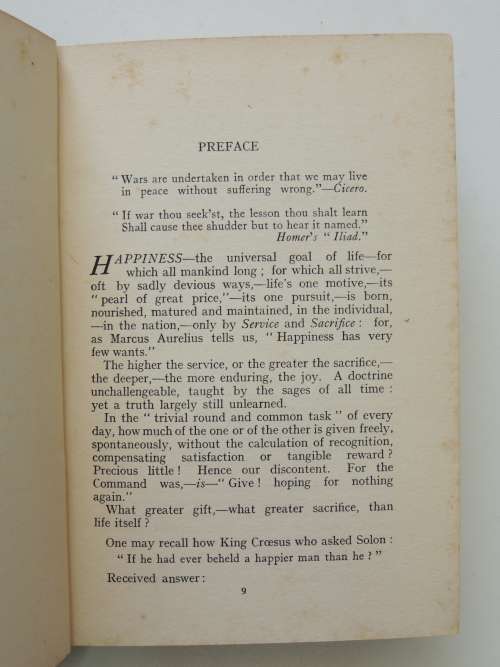 PREFACE
“ Wars are undertaken in order that we may live
in peace without suffering wrong.”—Cicero.
“ If war thou seek'st, the lesson thou shalt learn
Shall cause thee shudder but to hear it named.”
Homer's “ Iliad.”
HAPPINESS—the universal goal of life—for
which all mankind long ; for which all strive,—
oft by sadly devious ways,—life's one motive,—its
“ pearl of great price,”—its one pursuit,—is born,
nourished, matured and maintained, in the individual,
—in the nation,—only by Service and Sacrifice : for,
as Marcus Aurelius tells us, “ Happiness has very
few wants.”
The higher the service, or the greater the sacrifice,—
the deeper,—the more enduring, the joy. A doctrine
unchallengeable, taught by the sages of all time :
yet a truth largely still unlearned.
In the “ trivial round and common task ” of every
day, how much of the one or of the other is given freely,
spontaneously, without the calculation of recognition,
compensating satisfaction or tangible reward ?
Precious little ! Hence our discontent. For the
Command was,—is—“ Give ! hoping for nothing
again.”
What greater gift,—what greater sacrifice, than
life itself ?
One may recall how King Crœsus who asked Solon :
“ If he had ever beheld a happier man than he ? ”
Received answer :
9